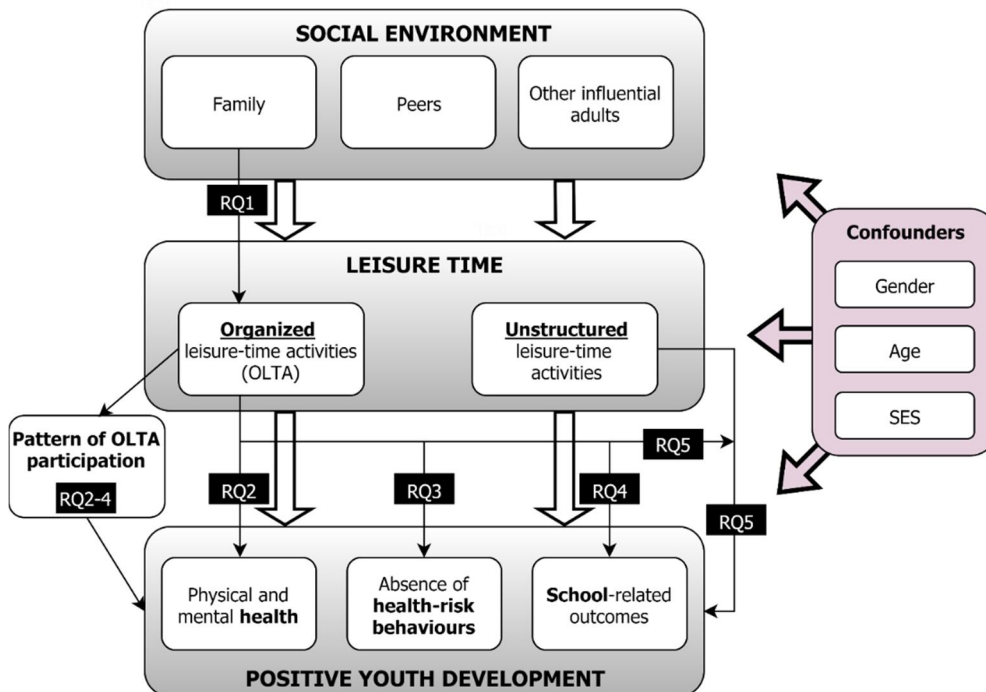 SOCIAL ENVIRONMENT
Family
Peers
Other influential
adults
RQ1
Confounders
Gender
Age
SES
LEISURE TIME
Organized
leisure-time activities
(OLTA)
Unstructured
leisure-time
activities
Pattern of OLTA
participation
RQ2-4
RQ5
RQ2
RQ3
RQ4
RQ5
Physical and
mental health
Absence of
health-risk
behaviours
School-related
outcomes
POSITIVE YOUTH DEVELOPMENT